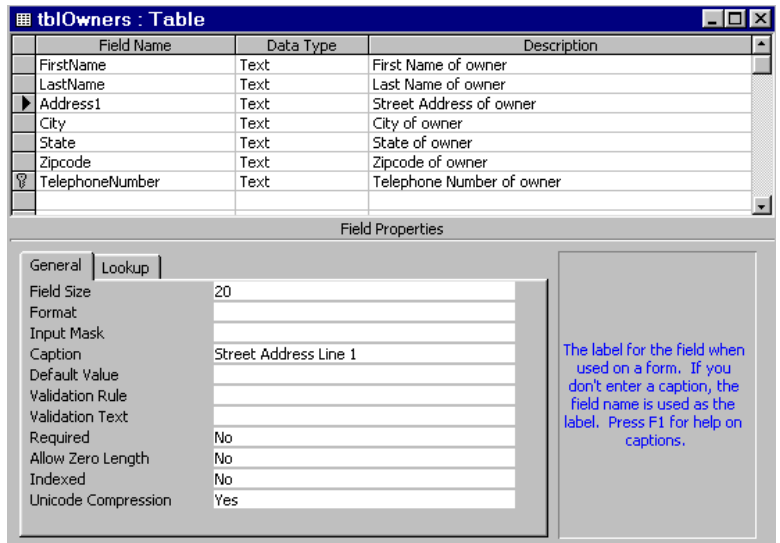 tblOwners : Table
Field Name Data Type Description
FirstName Text First Name of owner
LastName Text Last Name of owner
Address1 Text Street Address of owner
City Text City of owner
State Text State of owner
Zipcode Text Zipcode of owner
TelephoneNumber Text Telephone Number of owner
Field Properties
General Lookup
Field Size 20
Format
Input Mask
Caption Street Address Line 1
Default Value
Validation Rule
Validation Text
Required No
Allow Zero Length No
Indexed No
Unicode Compression Yes
The label for the field when
used on a form. If you
don't enter a caption, the
field name is used as the
label. Press F1 for help on
captions.